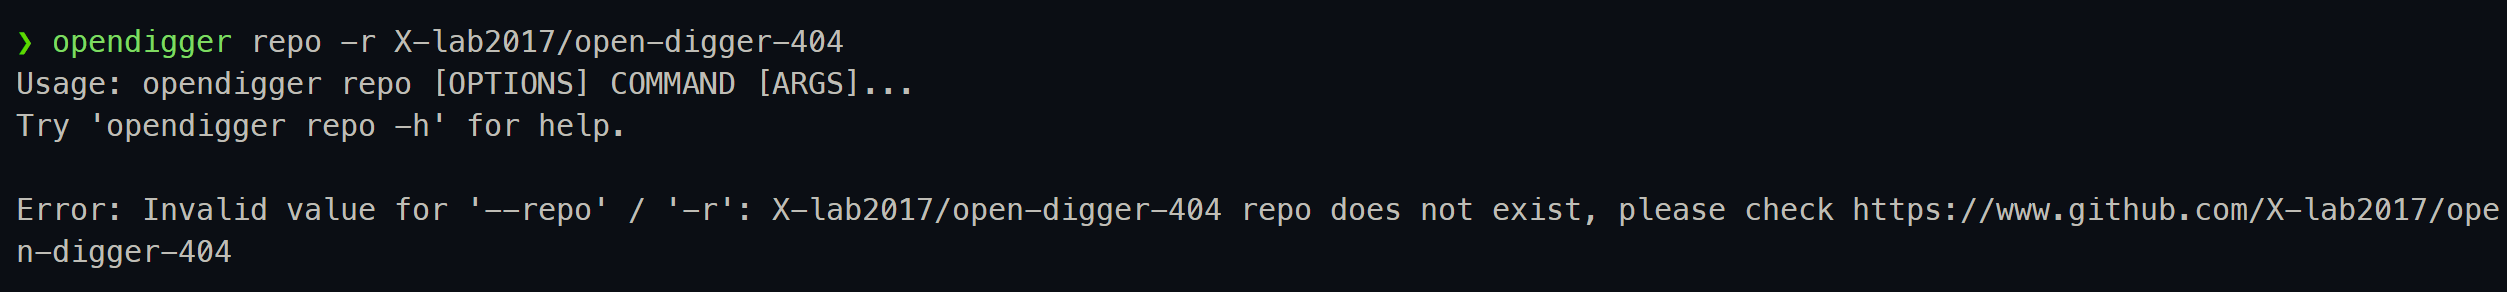 ❯ opendigger repo -r X-lab2017/open-digger-404
Usage: opendigger repo [OPTIONS] COMMAND [ARGS]...
Try 'opendigger repo -h' for help.

Error: Invalid value for '--repo' / '-r': X-lab2017/open-digger-404 repo does not exist, please check https://www.github.com/X-lab2017/ope
n-digger-404